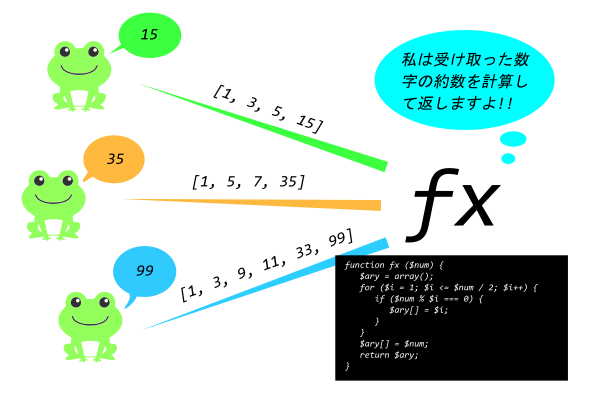 15
[1, 3, 5, 15]
私は受け取った数
字の約数を計算し
て返しますよ!!
35
[1, 5, 7, 35]
fx
99
[1, 3, 9, 11, 33, 99]
function fx ($num) {
$ary = array();
for ($i = 1; $i <= $num / 2; $i++) {
if ($num % $i === 0) {
$ary[] = $i;
}
}
$ary[] = $num;
return $ary;
}